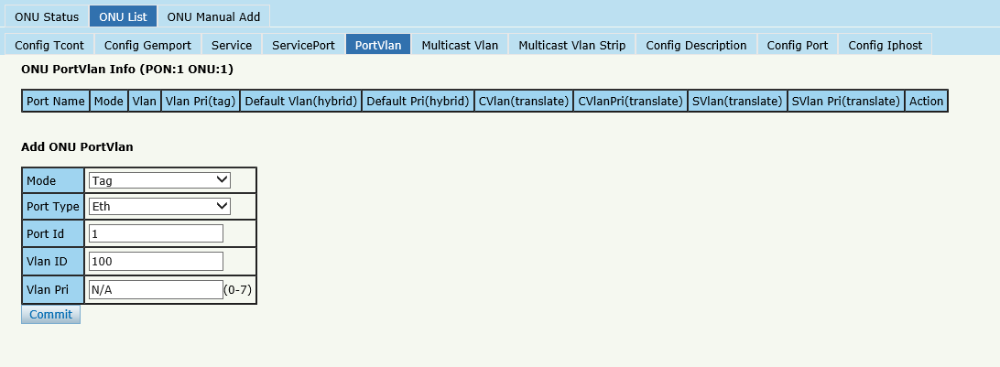 ONU Status ONU List ONU Manual Add
Config Tcont Config Gemport Service ServicePort PortVlan Multicast Vlan Multicast Vlan Strip Config Description Config Port Config Iphost
ONU PortVlan Info (PON:1 ONU:1)
Port Name Mode Vlan Vlan Pri(tag) Default Vlan(hybrid) Default Pri(hybrid) CVlan(translate) CVlanPri(translate) SVlan(translate) SVlan Pri(translate) Action
Add ONU PortVlan
Mode Tag
Port Type Eth
Port Id 1
Vlan ID 100
Vlan Pri N/A (0-7)
Commit